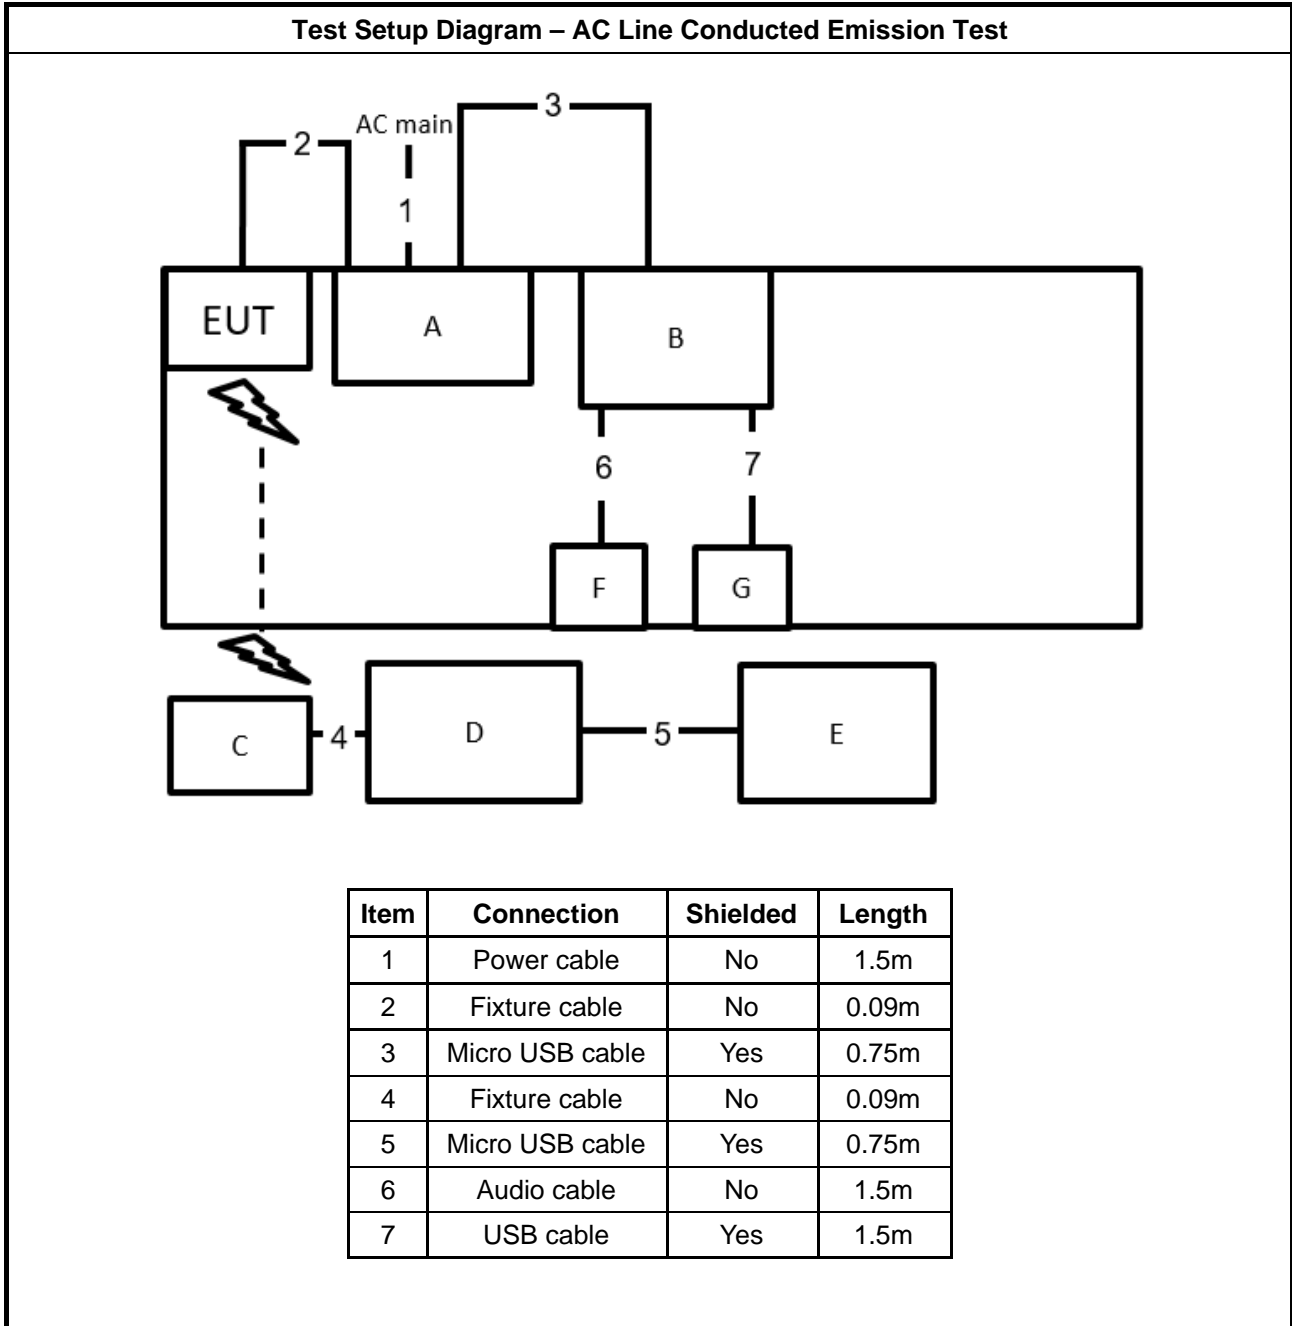 Test Setup Diagram – AC Line Conducted Emission Test
3
AC main
2
1
EUT
A
B
6
7
F
G
C
4
D
5
E
Item Connection Shielded Length
1 Power cable No 1.5m
2 Fixture cable No 0.09m
3 Micro USB cable Yes 0.75m
4 Fixture cable No 0.09m
5 Micro USB cable Yes 0.75m
6 Audio cable No 1.5m
7 USB cable Yes 1.5m